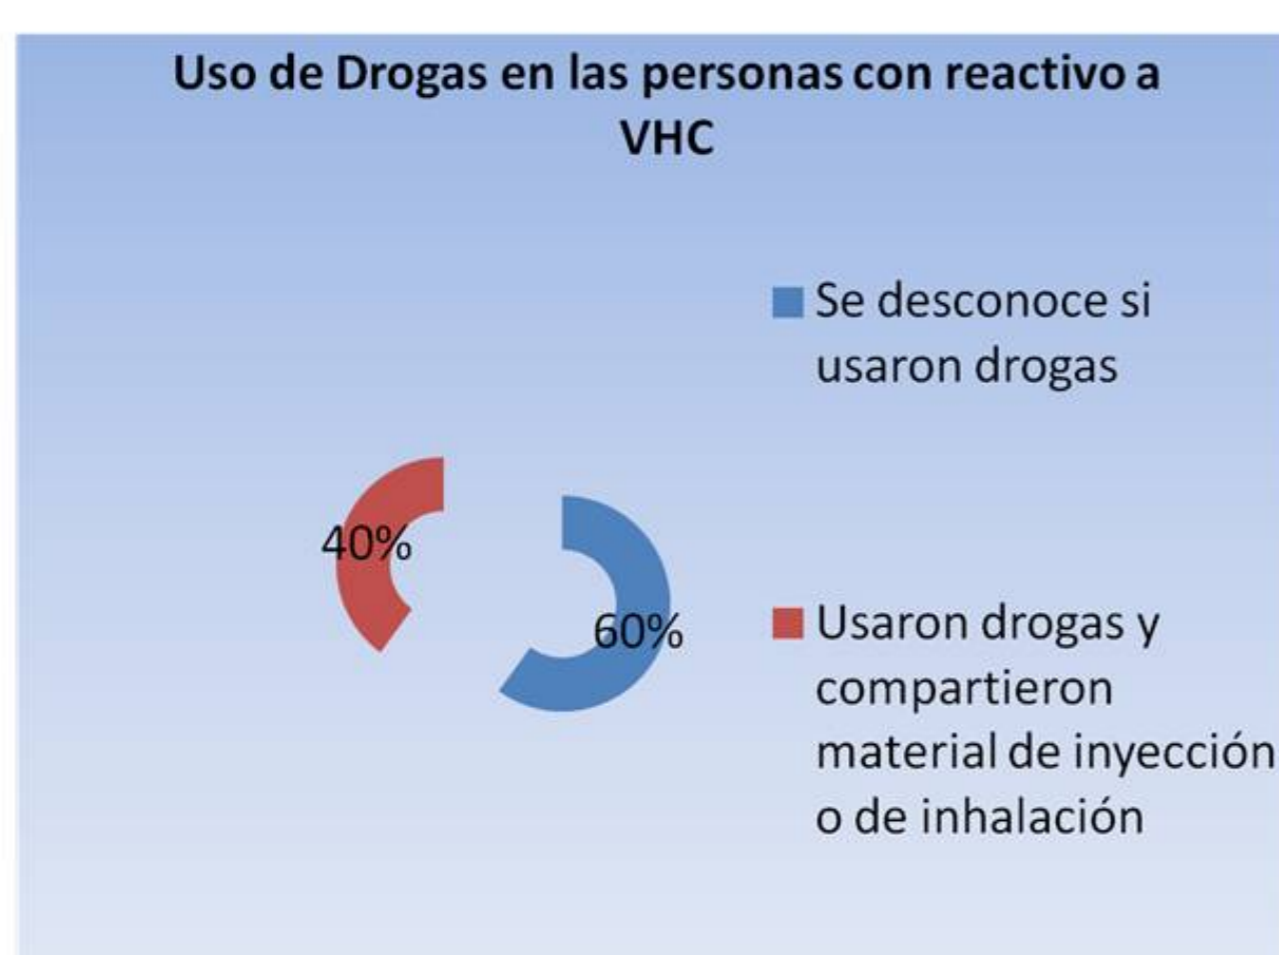 Uso de Drogas en las personas con reactivo a
VHC
Se desconoce si
usaron drogas
40%
60%
Usaron drogas y
compartieron
material de inyección
o de inhalación